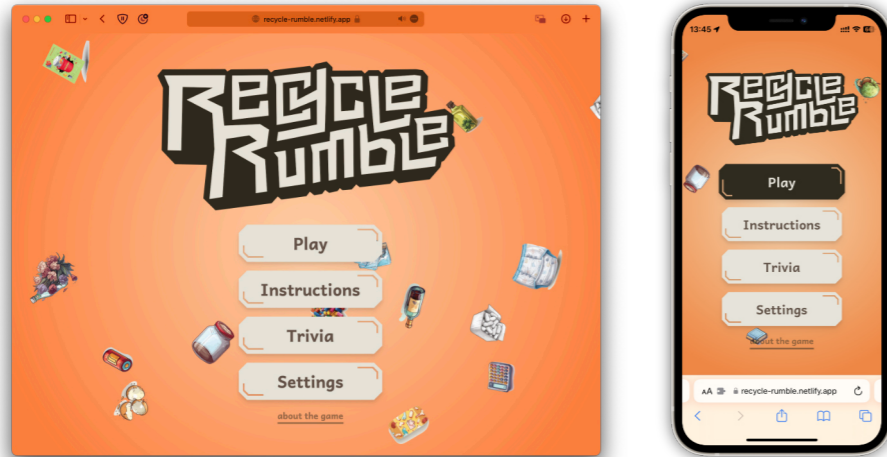 recycle-rumble.netlify.app
Recycle
Rumble
Play
Instructions
Trivia
Settings
about the game
13:45
Recycle
Rumble
Play
Instructions
Trivia
Settings
about the game
AA
recycle-rumble.netlify.app